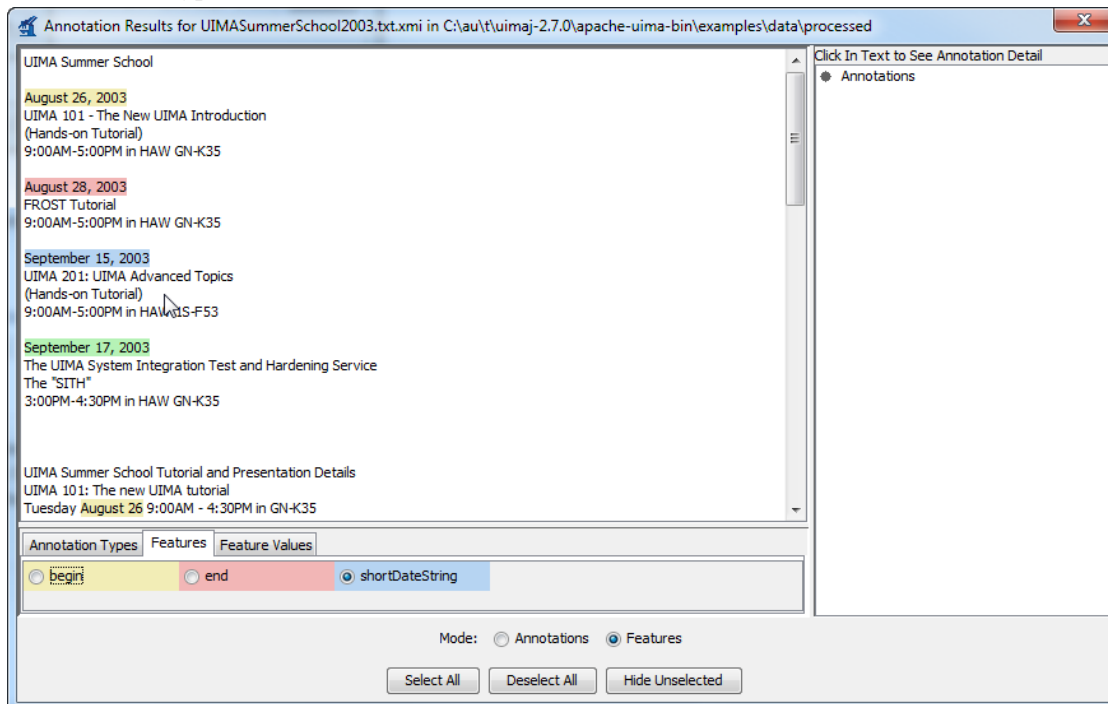 Annotation Results for UIMASummerSchool2003.txt.xmi in C:\au\t\uimaj-2.7.0\apache-uima-bin\examples\data\processed
UIMA Summer School
August 26, 2003
UIMA 101 - The New UIMA Introduction
(Hands-on Tutorial)
9:00AM-5:00PM in HAW GN-K35
August 28, 2003
FROST Tutorial
9:00AM-5:00PM in HAW GN-K35
September 15, 2003
UIMA 201: UIMA Advanced Topics
(Hands-on Tutorial)
9:00AM-5:00PM in HAW 1S-F53
September 17, 2003
The UIMA System Integration Test and Hardening Service
The "SITH"
3:00PM-4:30PM in HAW GN-K35
UIMA Summer School Tutorial and Presentation Details
UIMA 101: The new UIMA tutorial
Tuesday August 26 9:00AM - 4:30PM in GN-K35
Click In Text to See Annotation Detail
Annotations
Annotation Types Features Feature Values
begin end shortDateString
Mode: Annotations Features
Select All Deselect All Hide Unselected